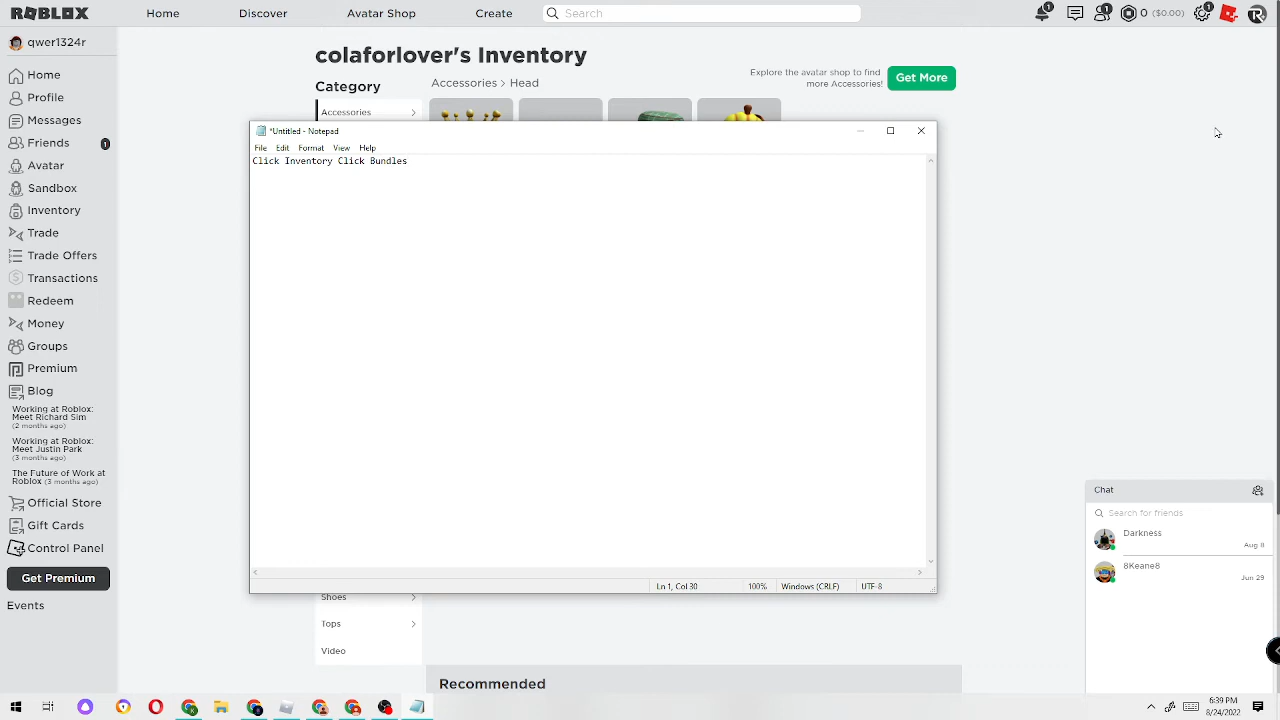 ROBLOX
Home
Discover
Avatar Shop
Create
Search
1
1
0 ($0.00)
1
qwer1324r
Home
Profile
Messages
Friends
1
Avatar
Sandbox
Inventory
Trade
Trade Offers
Transactions
Redeem
Money
Groups
Premium
Blog
Working at Roblox:
Meet Richard Sim
(2 months ago)
Working at Roblox:
Meet Justin Park
(3 months ago)
The Future of Work at
Roblox (3 months ago)
Official Store
Gift Cards
Control Panel
Get Premium
Events
colaforlover's Inventory
Category
Accessories
Accessories > Head
Explore the avatar shop to find
more Accessories!
Get More
*Untitled - Notepad
File Edit Format View Help
Click Inventory Click Bundles
Ln 1, Col 30
100%
Windows (CRLF)
UTF-8
Shoes
Tops
Video
Recommended
Chat
Search for friends
Darkness
Aug 8
8Keane8
Jun 29
6:39 PM
8/24/2022